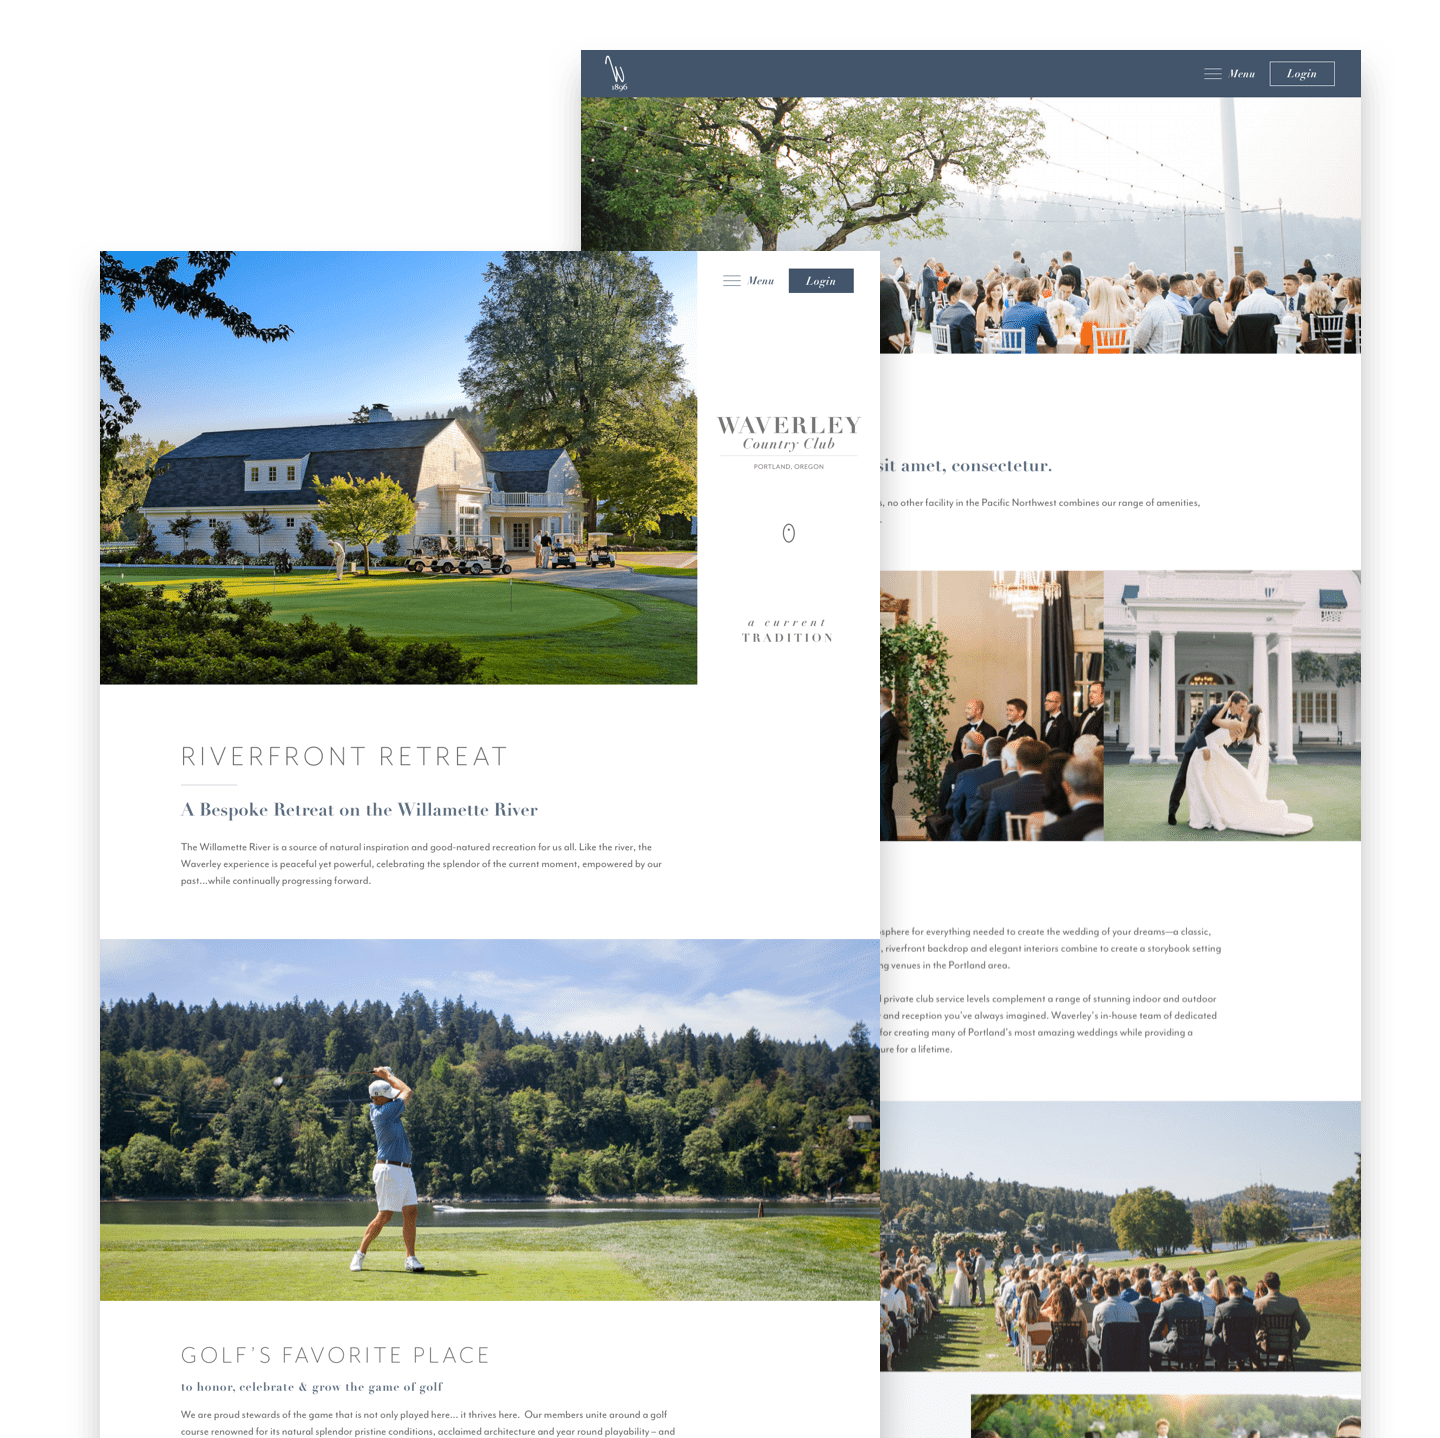 W
1896
Menu
Login
Menu
Login
WAVERLEY
Country Club
PORTLAND, OREGON
a current
TRADITION
RIVERFRONT RETREAT
A Bespoke Retreat on the Willamette River
The Willamette River is a source of natural inspiration and good-natured recreation for us all. Like the river, the
Waverley experience is peaceful yet powerful, celebrating the splendor of the current moment, empowered by our
past...while continually progressing forward.
GOLF'S FAVORITE PLACE
to honor, celebrate & grow the game of golf
We are proud stewards of the game that is not only played here... it thrives here. Our members unite around a golf
course renowned for its natural splendor pristine conditions, acclaimed architecture and year round playability – and
sit amet, consectetur.
no other facility in the Pacific Northwest combines our range of amenities,
for everything needed to create the wedding of your dreams—a classic,
riverfront backdrop and elegant interiors combine to create a storybook setting
venues in the Portland area.
private club service levels complement a range of stunning indoor and outdoor
and reception you've always imagined. Waverley's in-house team of dedicated
for creating many of Portland's most amazing weddings while providing a
for a lifetime.